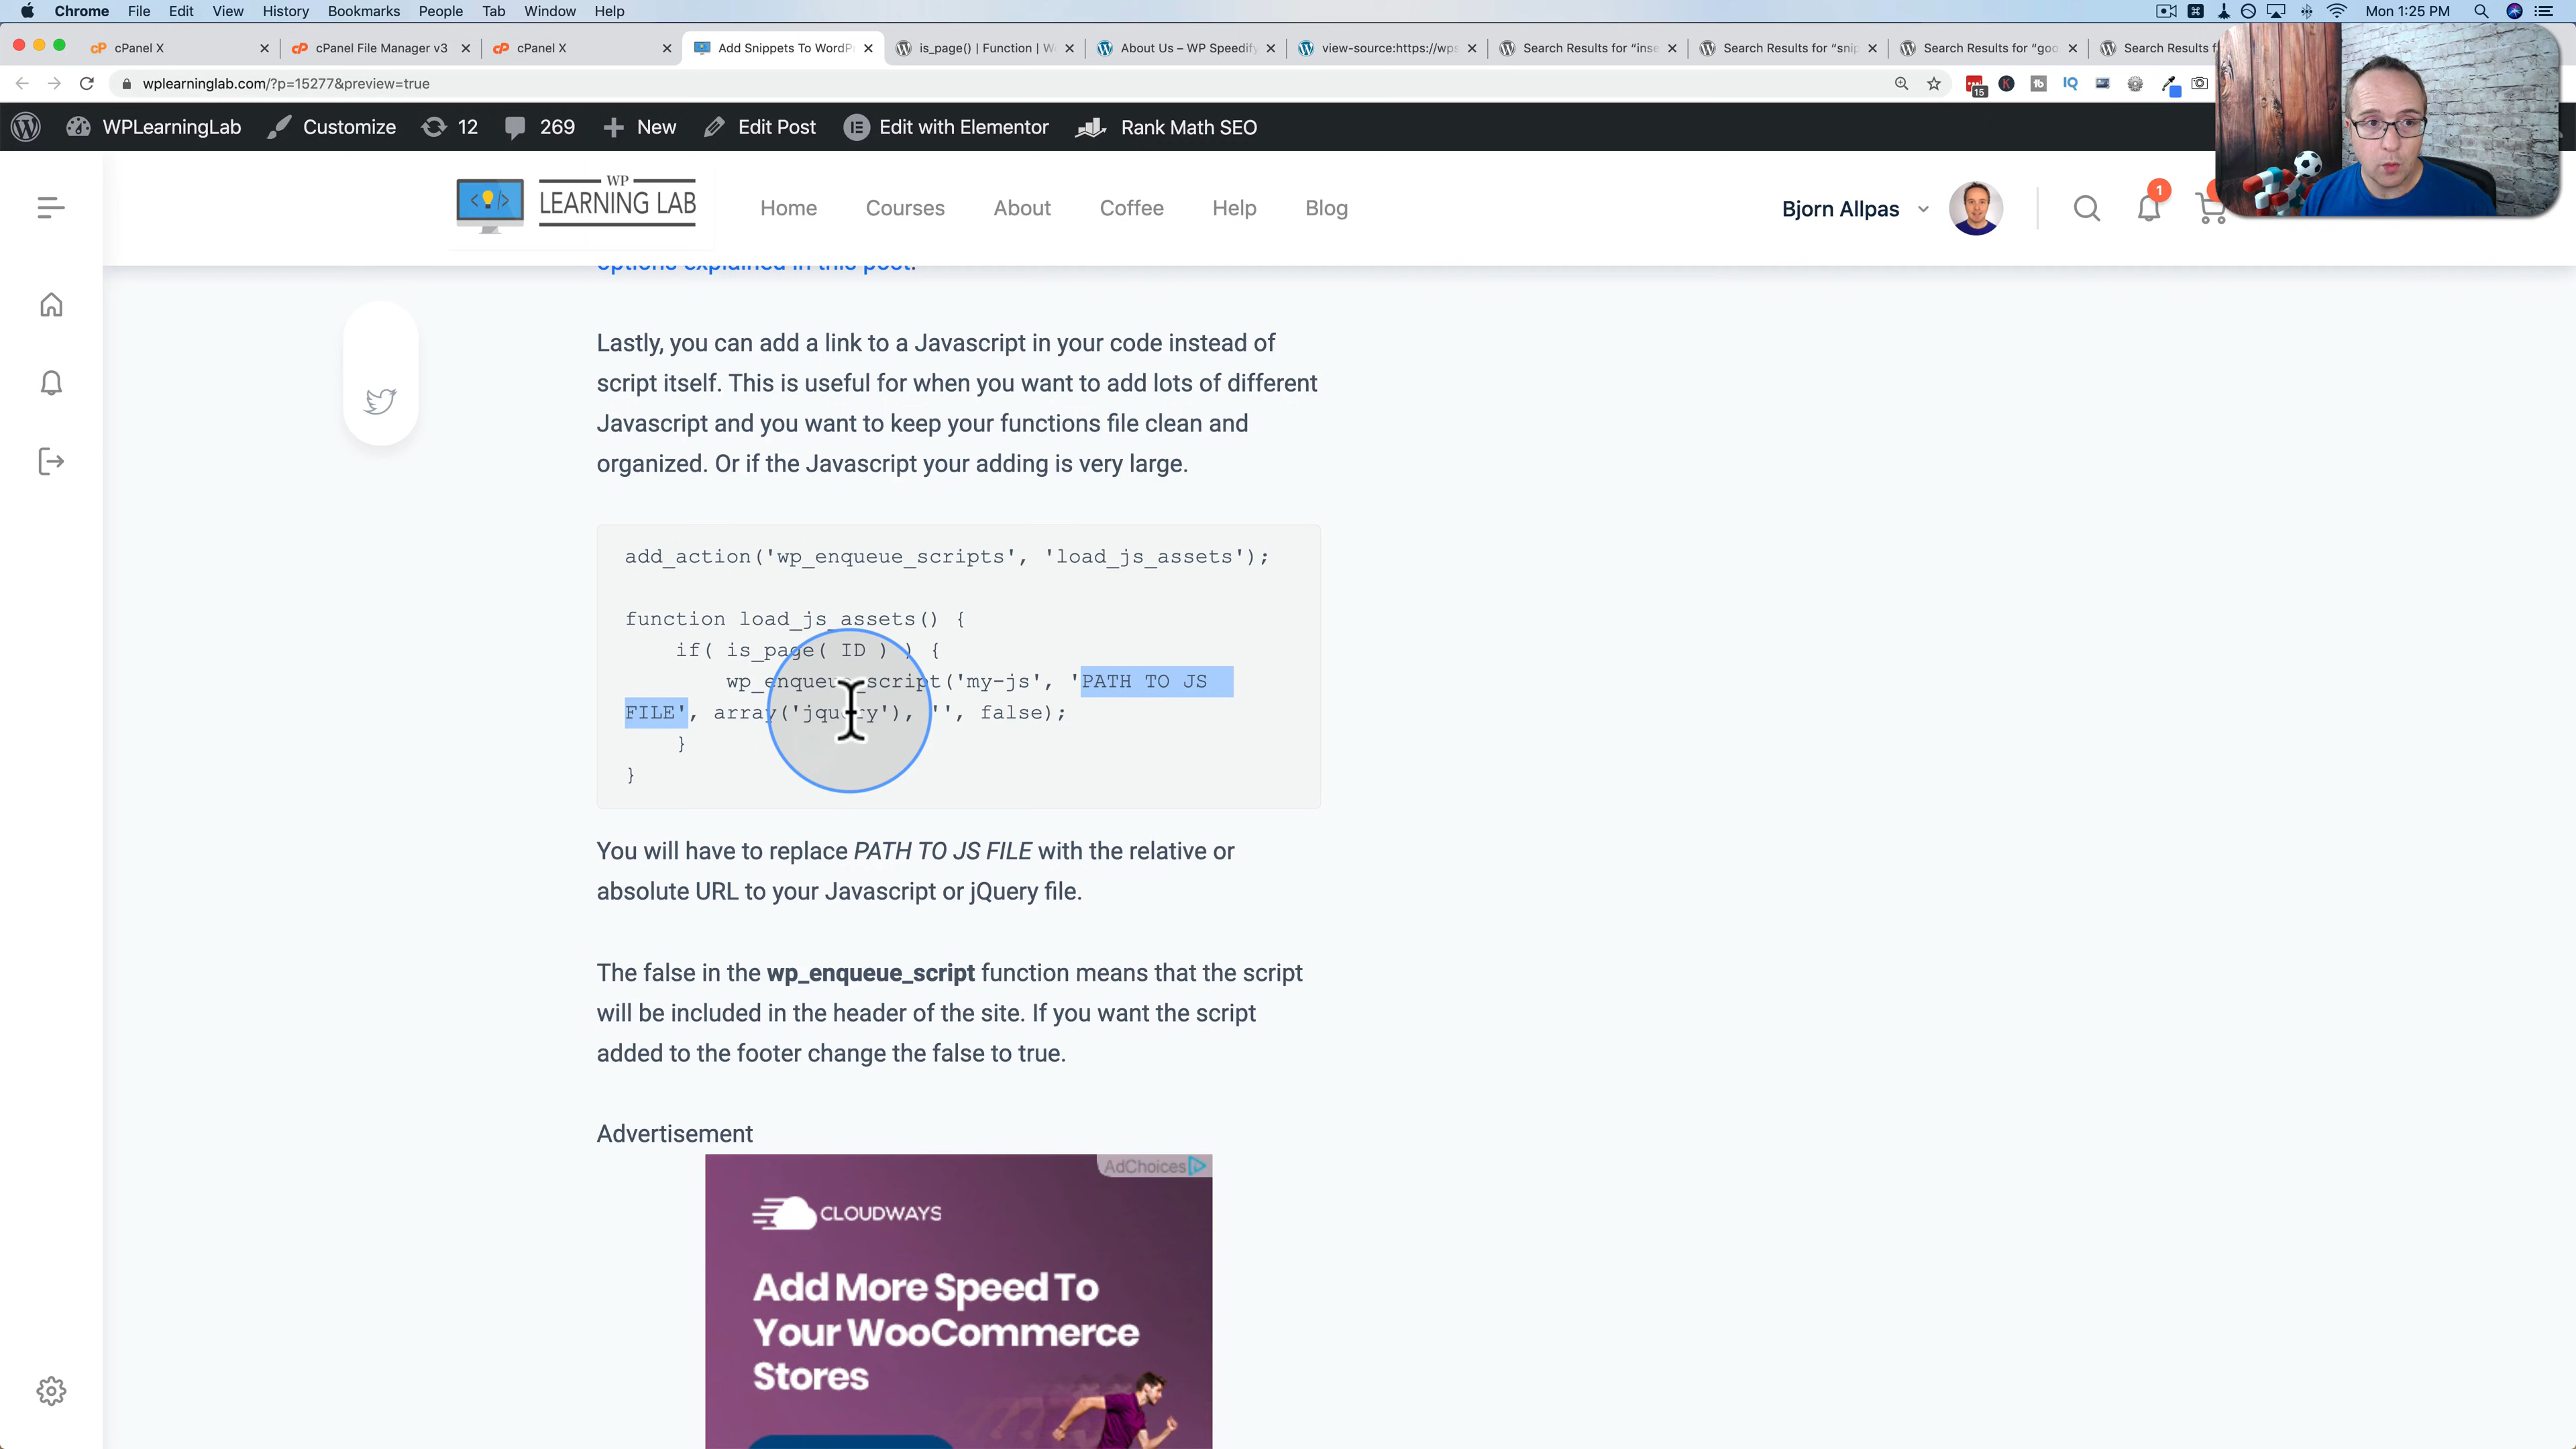 Chrome File Edit View History Bookmarks People Tab Window Help
Mon 1:25 PM
cPanel X
cPanel File Manager v3
cPanel X
Add Snippets To WordP
is_page() | Function | W
About Us – WP Speedify
view-source:https://wps
Search Results for “inse
Search Results for “snip
Search Results for “goo
Search Results f
wplearninglab.com/?p=15277&preview=true
15
IQ
WPLearningLab Customize 12 269 New Edit Post Edit with Elementor Rank Math SEO
WP
LEARNING LAB
Home Courses About Coffee Help Blog
Bjorn Allpas
1
options explained in this post.
Lastly, you can add a link to a Javascript in your code instead of
script itself. This is useful for when you want to add lots of different
Javascript and you want to keep your functions file clean and
organized. Or if the Javascript your adding is very large.
add_action('wp_enqueue_scripts', 'load_js_assets');
function load_js_assets() {
if( is_page( ID ) ) {
wp_enqueue_script('my-js', 'PATH TO JS
FILE', array('jquery'), '', false);
}
}
You will have to replace PATH TO JS FILE with the relative or
absolute URL to your Javascript or jQuery file.
The false in the wp_enqueue_script function means that the script
will be included in the header of the site. If you want the script
added to the footer change the false to true.
Advertisement
AdChoices
CLOUDWAYS
Add More Speed To
Your WooCommerce
Stores